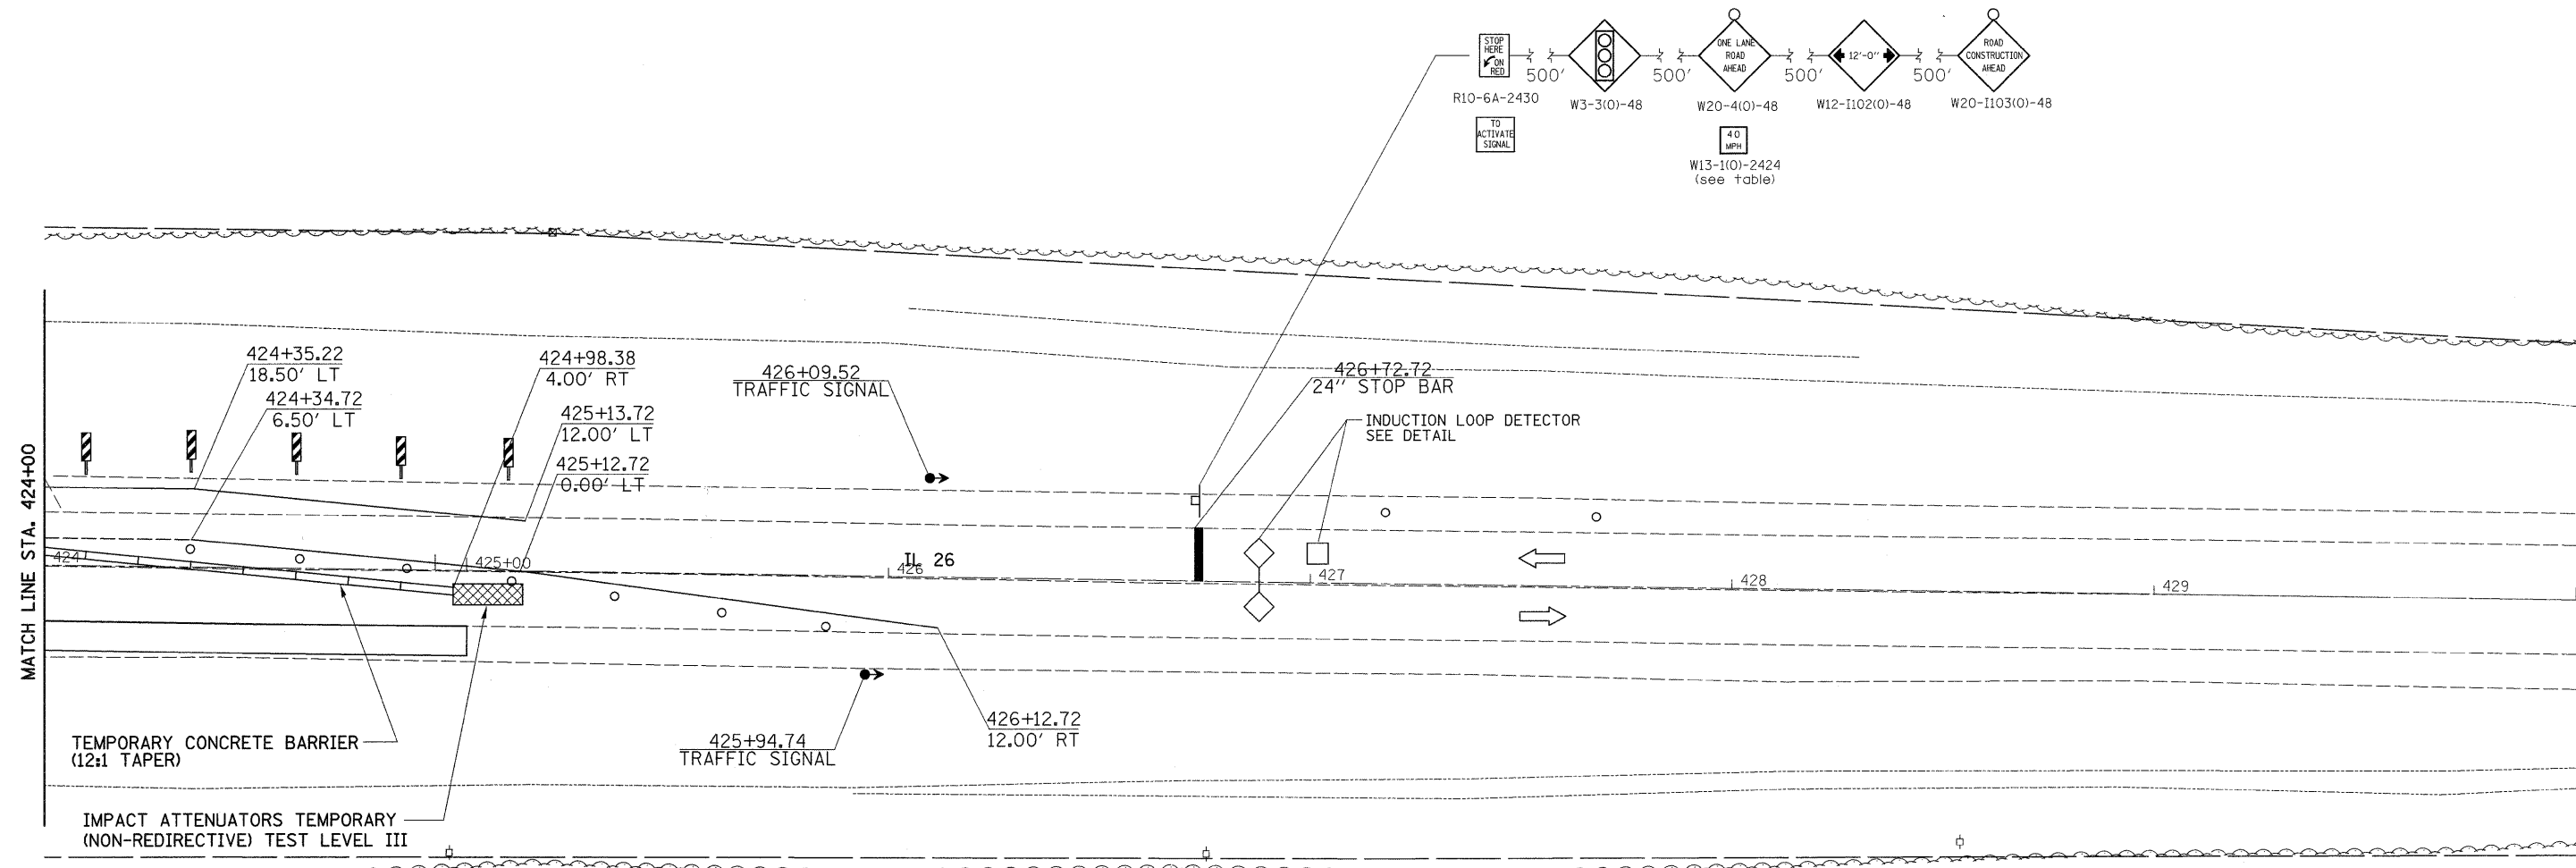 STOP
HERE
ON
RED
ONE LANE
ROAD
AHEAD
12'-0"
ROAD
CONSTRUCTION
AHEAD
500'
500'
500'
500'
R10-6A-2430
W3-3(O)-48
W20-4(O)-48
W12-I102(O)-48
W20-I103(O)-48
TO
ACTIVATE
SIGNAL
40
MPH
W13-1(O)-2424
(see table)
MATCH LINE STA. 424+00
424+35.22
18.50' LT
424+34.72
6.50' LT
424+98.38
4.00' RT
425+13.72
12.00' LT
425+12.72
0.00' LT
426+09.52
TRAFFIC SIGNAL
426+72.72
24" STOP BAR
INDUCTION LOOP DETECTOR
SEE DETAIL
424
425+00
426
IL 26
427
428
429
TEMPORARY CONCRETE BARRIER
(12:1 TAPER)
425+94.74
TRAFFIC SIGNAL
426+12.72
12.00' RT
IMPACT ATTENUATORS TEMPORARY
(NON-REDIRECTIVE) TEST LEVEL III